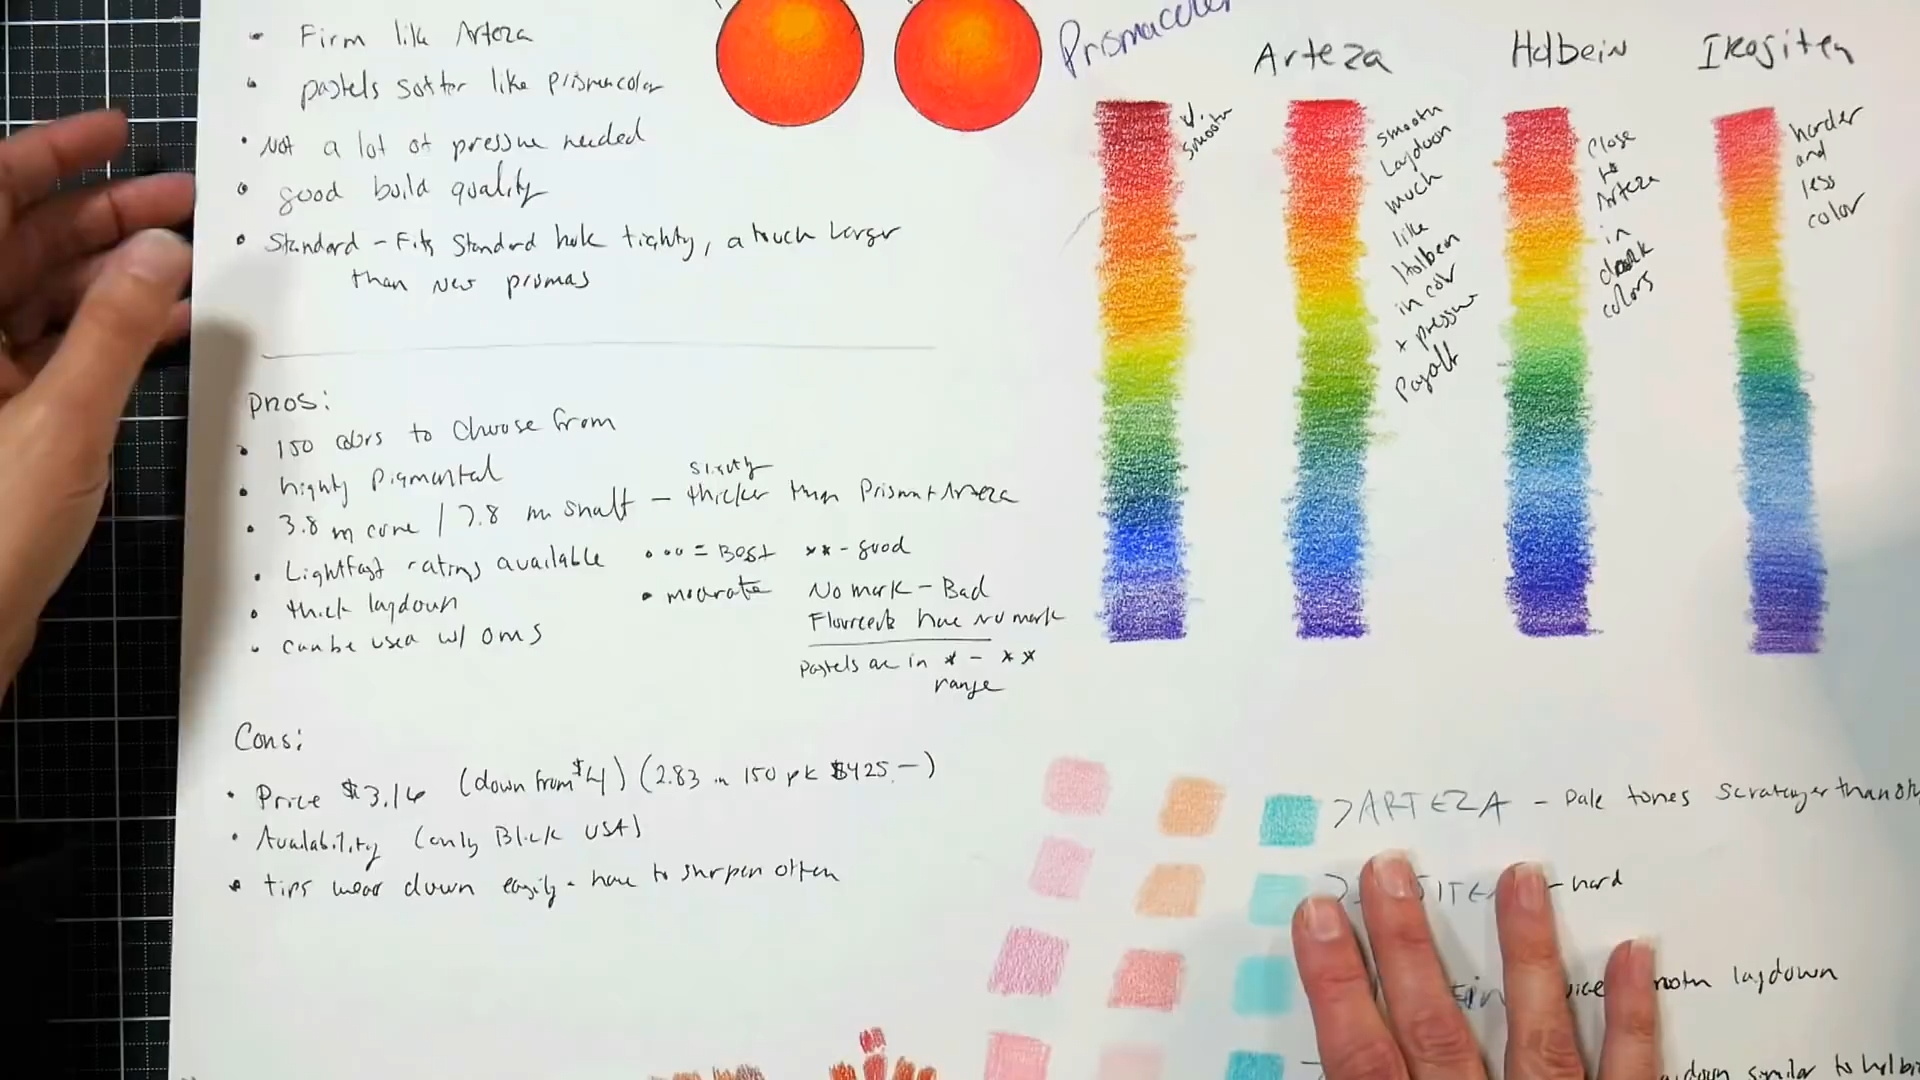 Firm like Arteza
pastels softer like prismacolor
Not a lot of pressure needed
good build quality
Standard - Fits Standard hole tightly, a touch larger
than new prismas
Pros:
150 colors to choose from
highly pigmented
slightly
3.8 m core / 7.8 m shaft - thicker than Prisma + Arteza
Lightfast rating available
*** = Best ** - good
• moderate No mark - Bad
Flourcent have no mark
Pastels are in * - **
range
thick laydown
can be used w/ OMS
Cons:
Price $3.16 (down from $4) (2.83 in 150 pk $425.-)
Availability (only Blick USA)
tips wear down easily - have to sharpen often
Prismacolor
v.
smooth
Arteza
smooth
Laydown
much
like
Holbein
in color
+ pressure
Payoff
Holbein
close
to
Arteza
in
dark
colors
harder
and
less
color
>ARTEZA - pale tones scratchyer than
- hard
smooth laydown
similar to